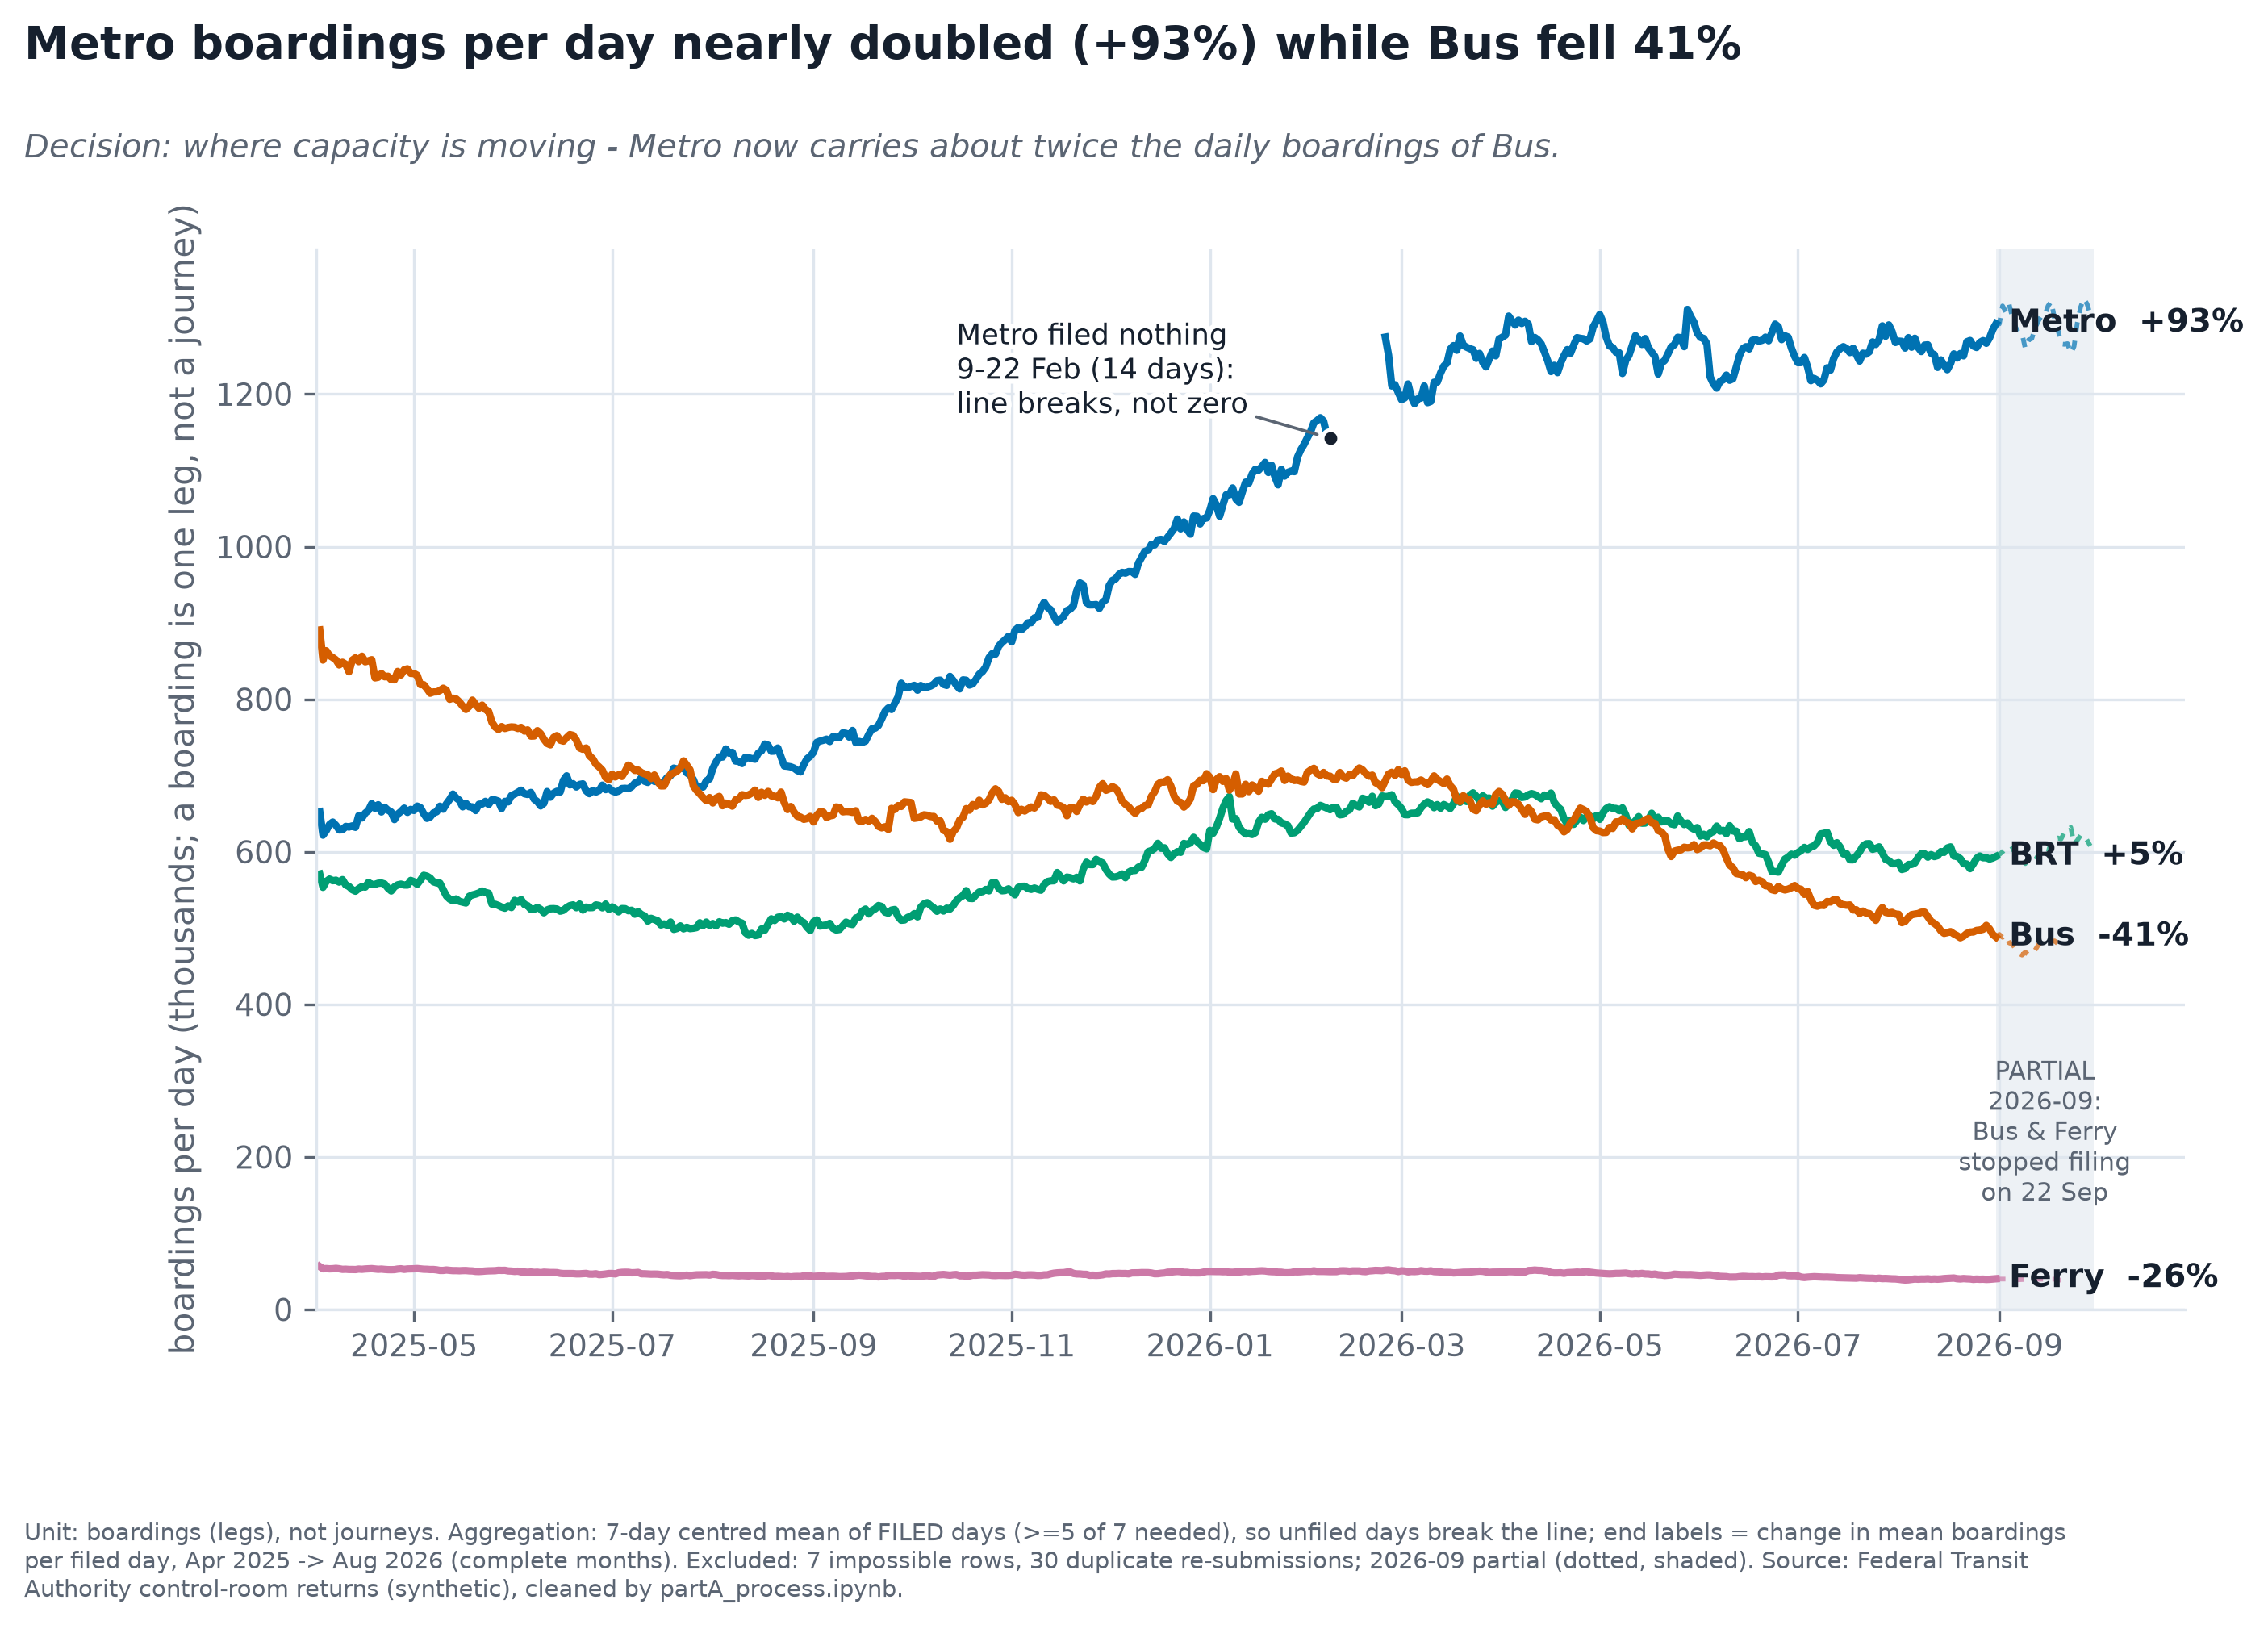 Metro boardings per day nearly doubled (+93%) while Bus fell 41%
Decision: where capacity is moving - Metro now carries about twice the daily boardings of Bus.
boardings per day (thousands; a boarding is one leg, not a journey)
Metro filed nothing
9-22 Feb (14 days):
line breaks, not zero
Metro +93%
BRT +5%
Bus -41%
PARTIAL
2026-09:
Bus & Ferry
stopped filing
on 22 Sep
Ferry -26%
1200
1000
800
600
400
200
0
2025-05
2025-07
2025-09
2025-11
2026-01
2026-03
2026-05
2026-07
2026-09
Unit: boardings (legs), not journeys. Aggregation: 7-day centred mean of FILED days (>=5 of 7 needed), so unfiled days break the line; end labels = change in mean boardings
per filed day, Apr 2025 -> Aug 2026 (complete months). Excluded: 7 impossible rows, 30 duplicate re-submissions; 2026-09 partial (dotted, shaded). Source: Federal Transit
Authority control-room returns (synthetic), cleaned by partA_process.ipynb.